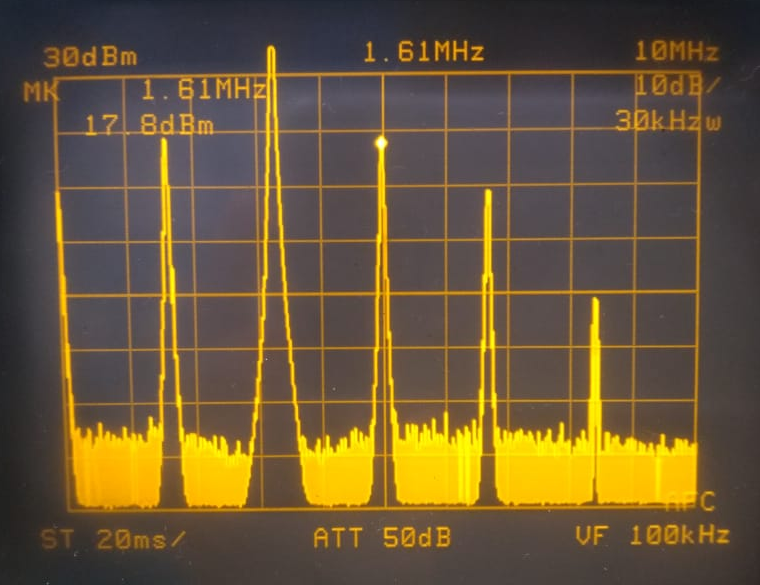 30dBm 1.61MHz 10MHz
MK 1.61MHz 10dB/
17.8dBm 30kHzw
AFC
ST 20ms/ ATT 50dB VF 100kHz